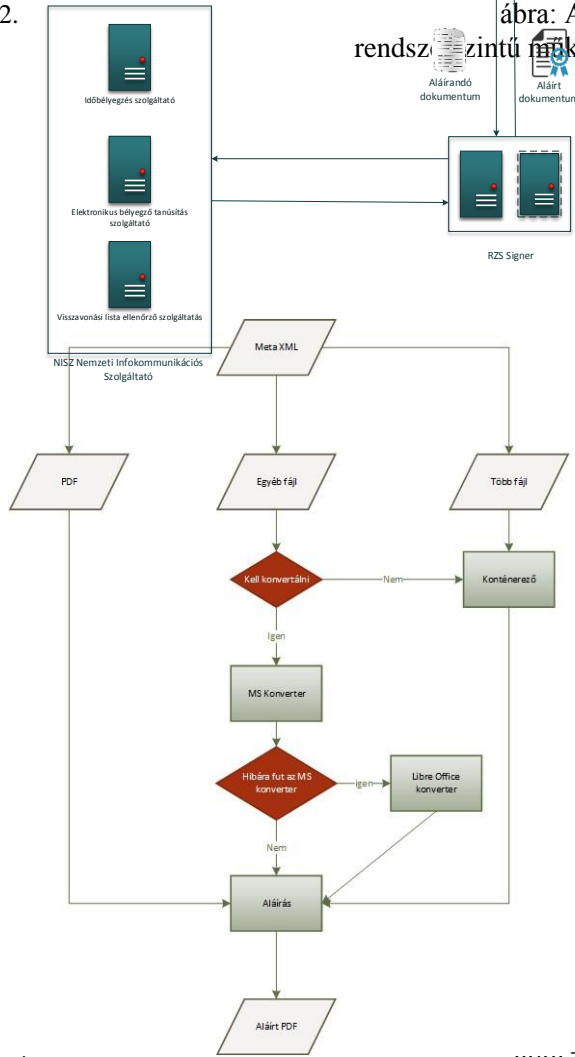 2.
ábra: A
Aláírandó
dokumentum
Aláírt
dokumentum
Időbélyegzés szolgáltató
Elektronikus bélyegző tanúsítás
szolgáltató
Visszavonási lista ellenőrző szolgáltatás
RZS Signer
NISZ Nemzeti Infokommunikációs
Szolgáltató
Meta XML
PDF
Egyéb fájl
Több fájl
Kell konvertálni
Nem
Konténerező
Igen
MS Konverter
Hibára fut az MS
konverter
igen
Libre Office
konverter
Nem
Aláírás
Aláírt PDF